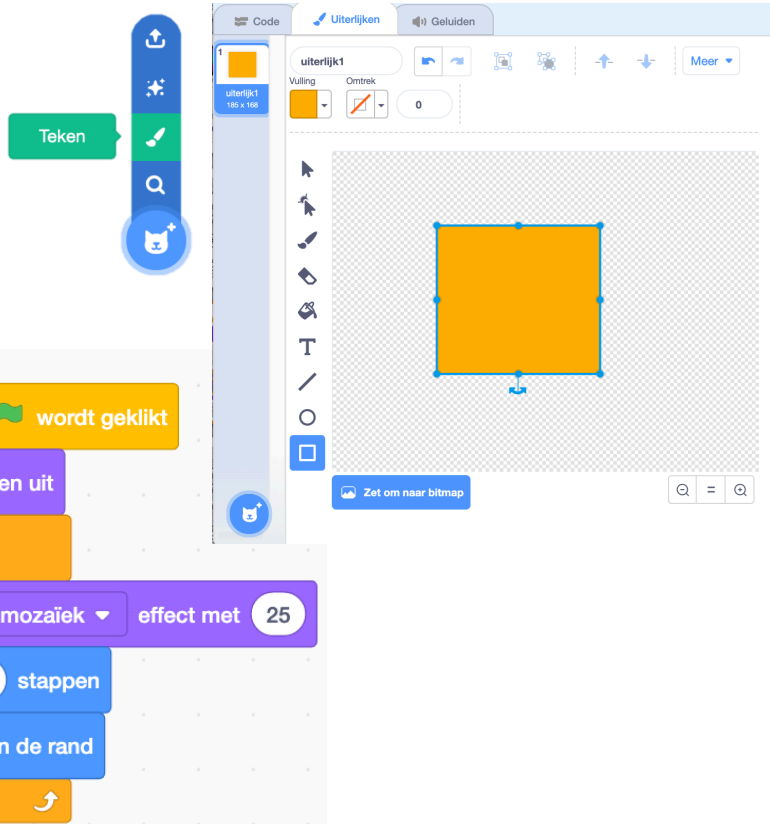 Code
Uiterlijken
Geluiden
Teken
1
uiterlijk1
185 x 168
uiterlijk1
Meer
Vulling
Omtrek
0
T
Zet om naar bitmap
=
wordt geklikt
en uit
mozaïek
effect met
25
stappen
n de rand